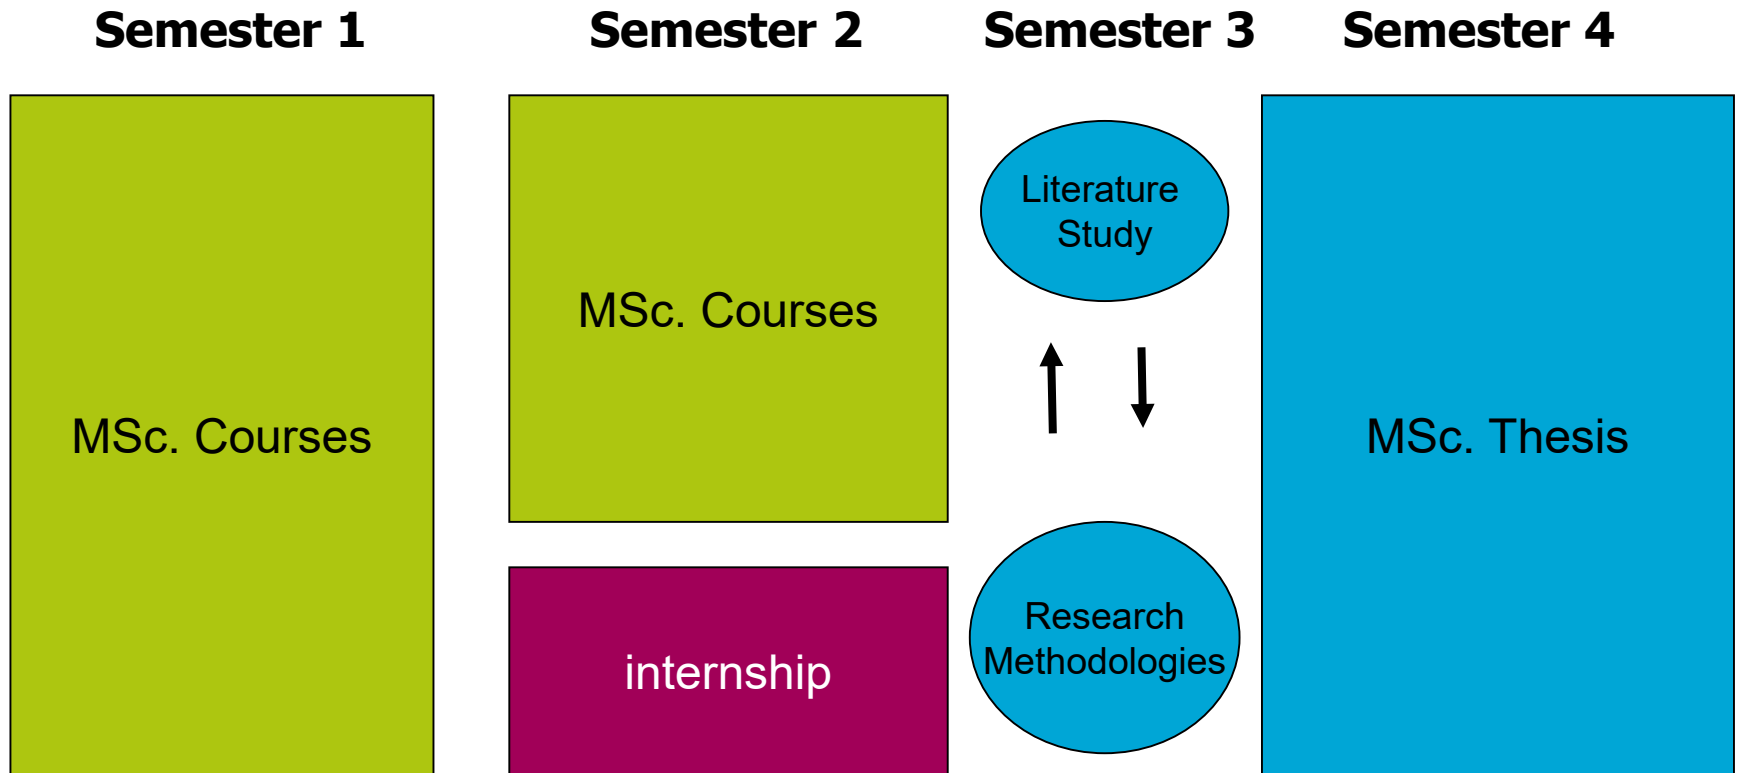 Semester 1
Semester 2
Semester 3
Semester 4
MSc. Courses
MSc. Courses
internship
Literature
Study
Research
Methodologies
MSc. Thesis